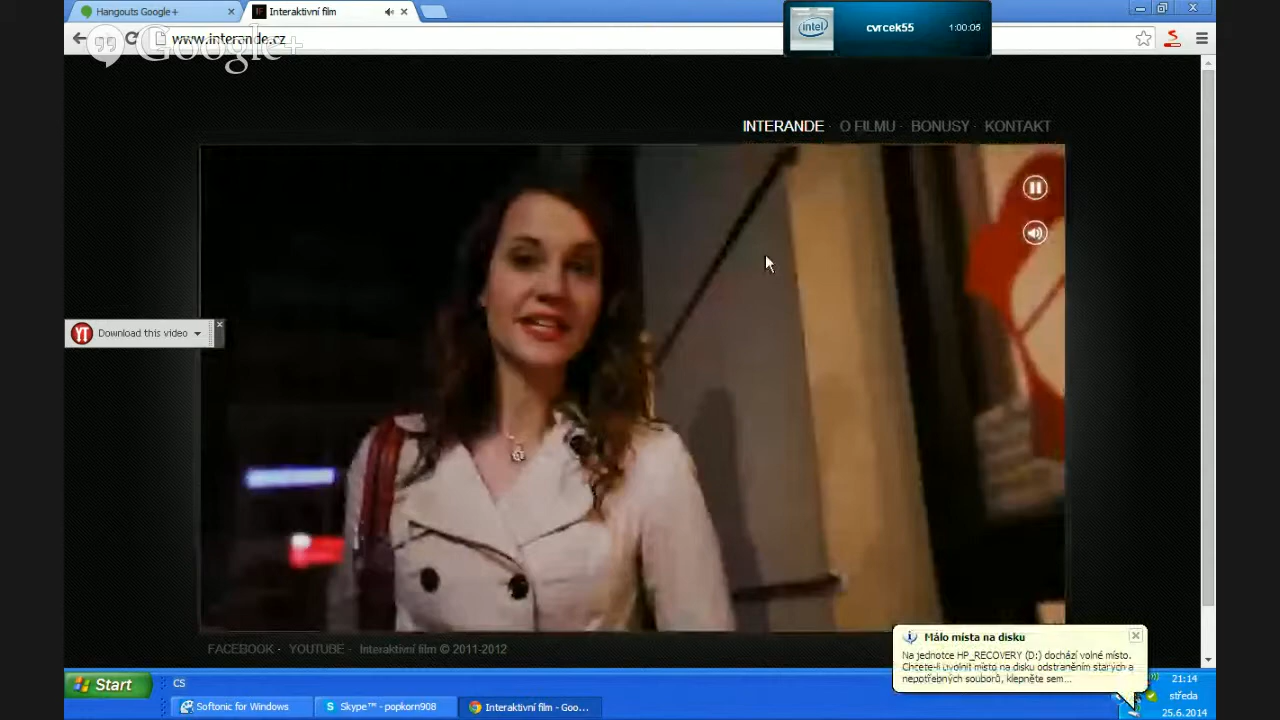 Hangouts Google+
Interaktivní film
intel
cvrcek55
1:00:05
www.interande.cz
Google+
INTERANDE · O FILMU · BONUSY · KONTAKT
YT Download this video
FACEBOOK · YOUTUBE · Interaktivní film © 2011-2012
Málo místa na disku
Na jednotce HP_RECOVERY (D:) dochází volné místo.
Chcete-li uvolnit místo na disku odstraněním starých a
nepotřebných souborů, klepněte sem...
Start
CS
21:14
středa
25.6.2014
Softonic for Windows
Skype™ - popkorn908
Interaktivní film - Goo...